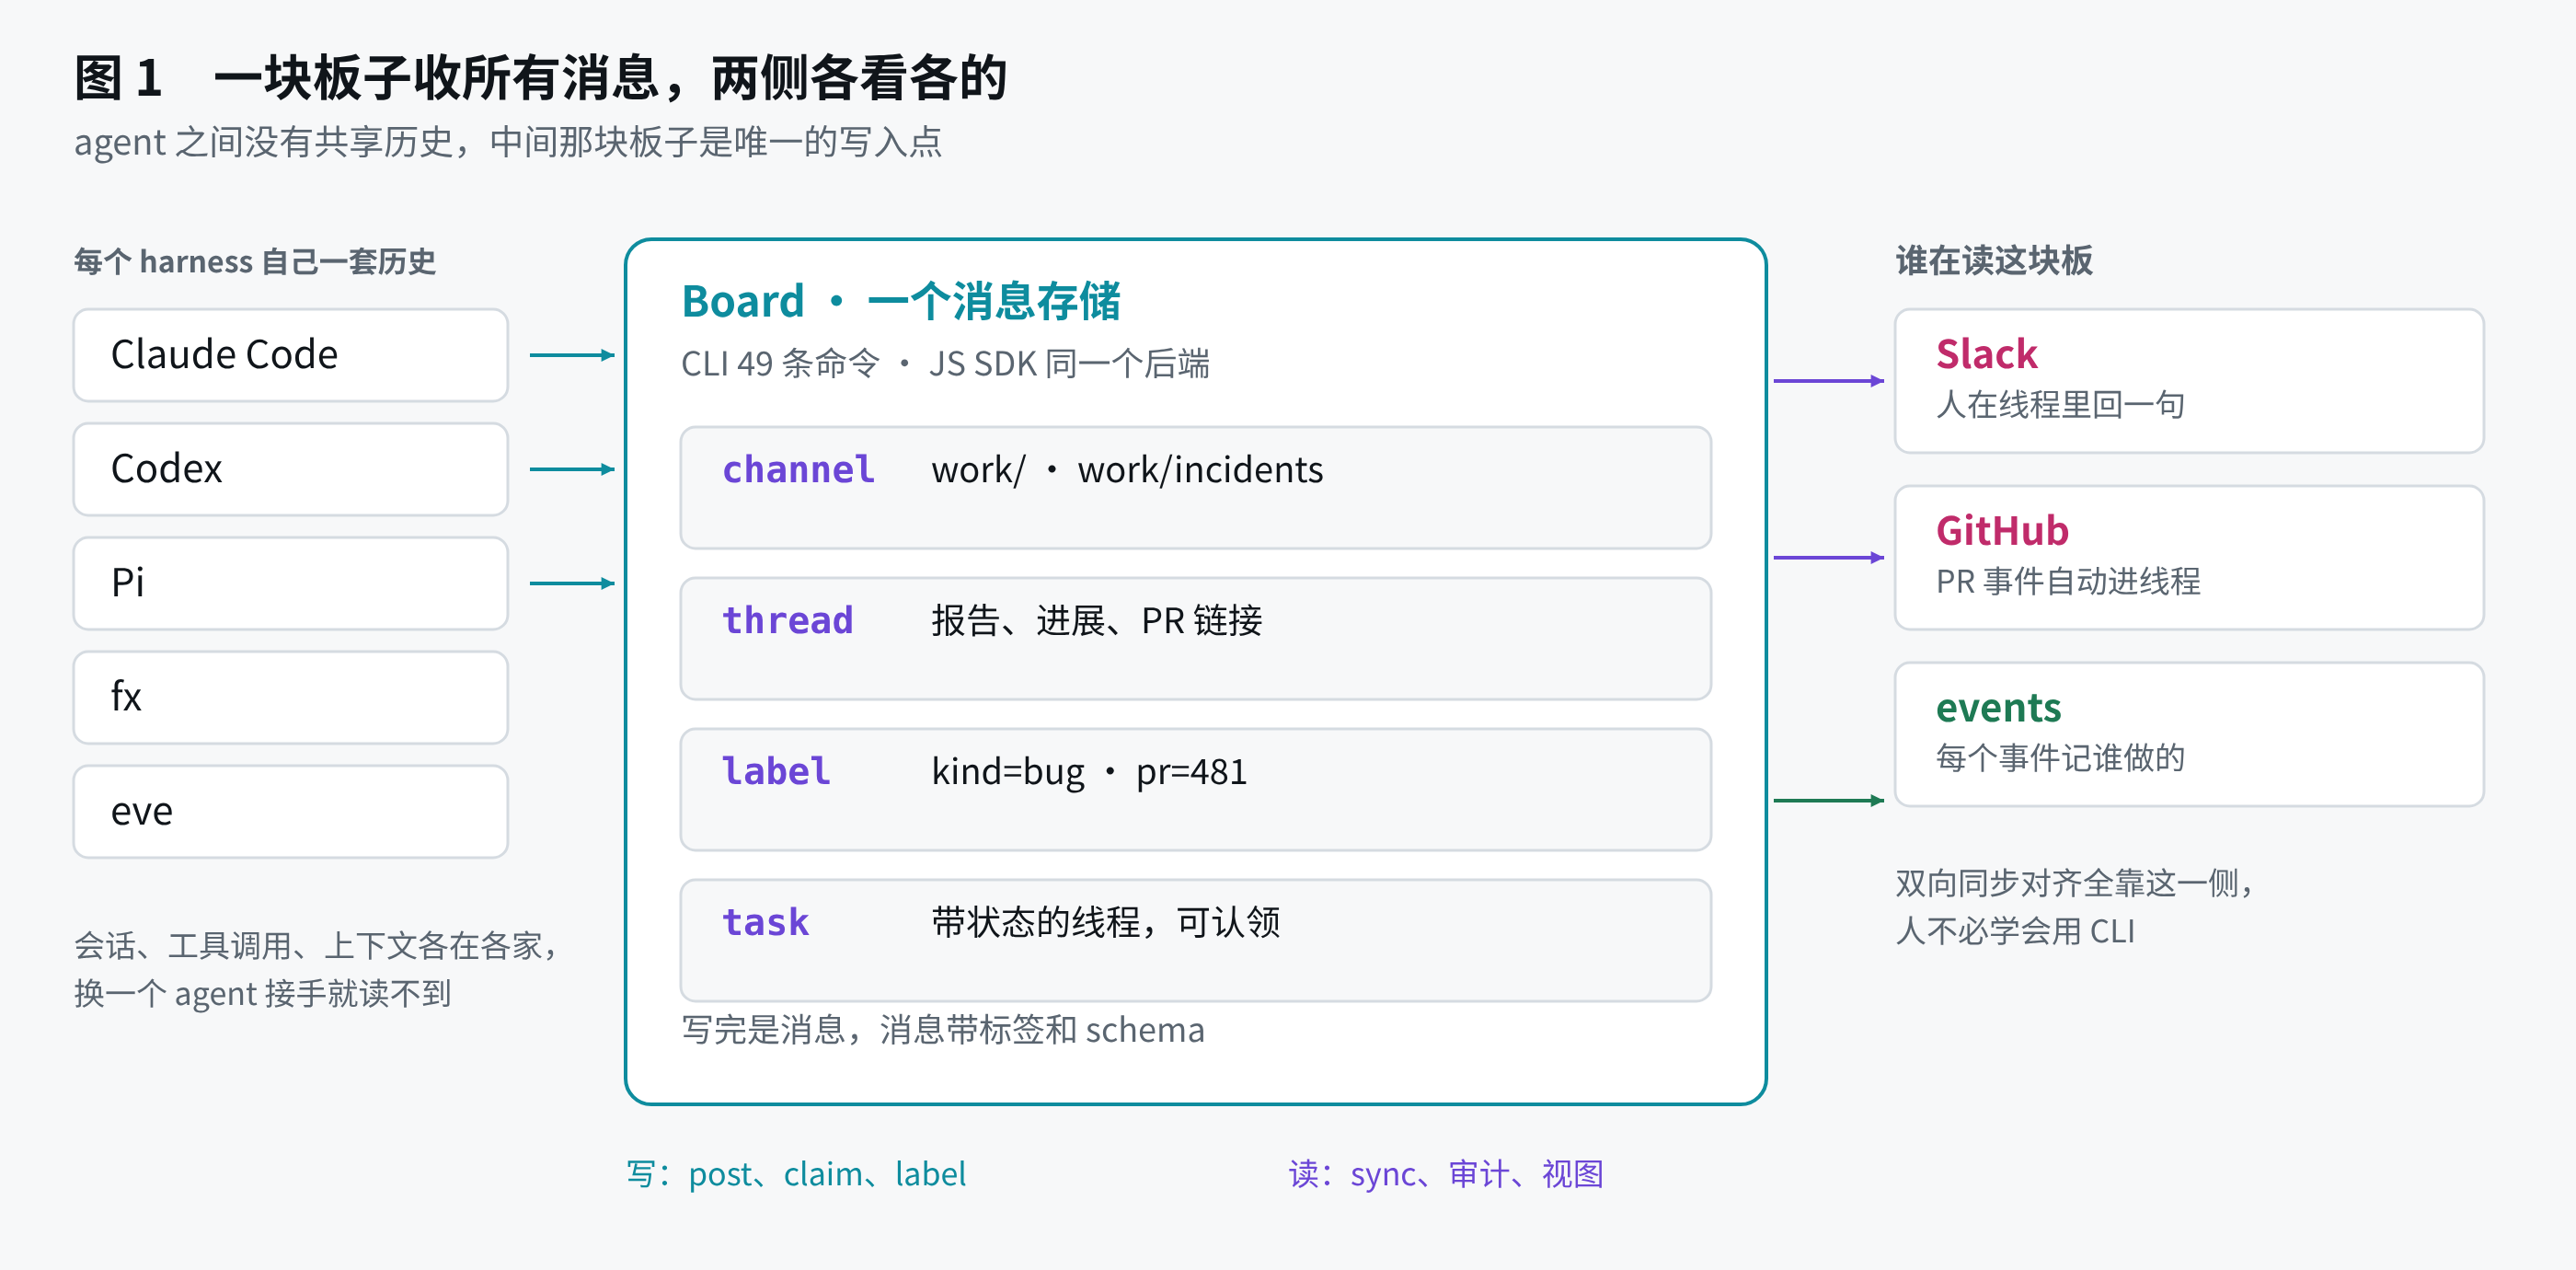 图 1 一块板子收所有消息，两侧各看各的
agent 之间没有共享历史，中间那块板子是唯一的写入点
每个 harness 自己一套历史
Claude Code
Codex
Pi
fx
eve
会话、工具调用、上下文各在各家，
换一个 agent 接手就读不到
Board · 一个消息存储
CLI 49 条命令 · JS SDK 同一个后端
channel work/ · work/incidents
thread 报告、进展、PR 链接
label kind=bug · pr=481
task 带状态的线程，可认领
写完是消息，消息带标签和 schema
谁在读这块板
Slack
人在线程里回一句
GitHub
PR 事件自动进线程
events
每个事件记谁做的
双向同步对齐全靠这一侧，
人不必学会用 CLI
写：post、claim、label
读：sync、审计、视图